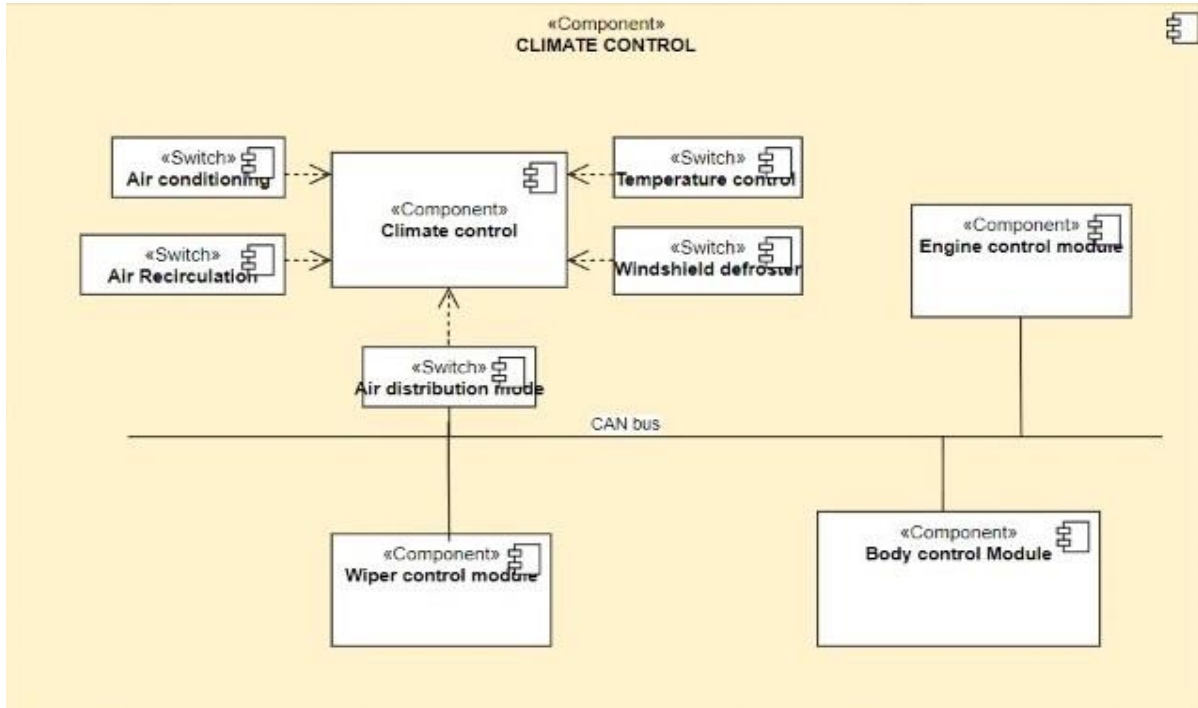 «Component»
CLIMATE CONTROL
«Switch»
Air conditioning
«Switch»
Temperature control
«Component»
Climate control
«Component»
Engine control module
«Switch»
Air Recirculation
«Switch»
Windshield defroster
«Switch»
Air distribution mode
CAN bus
«Component»
Wiper control module
«Component»
Body control Module